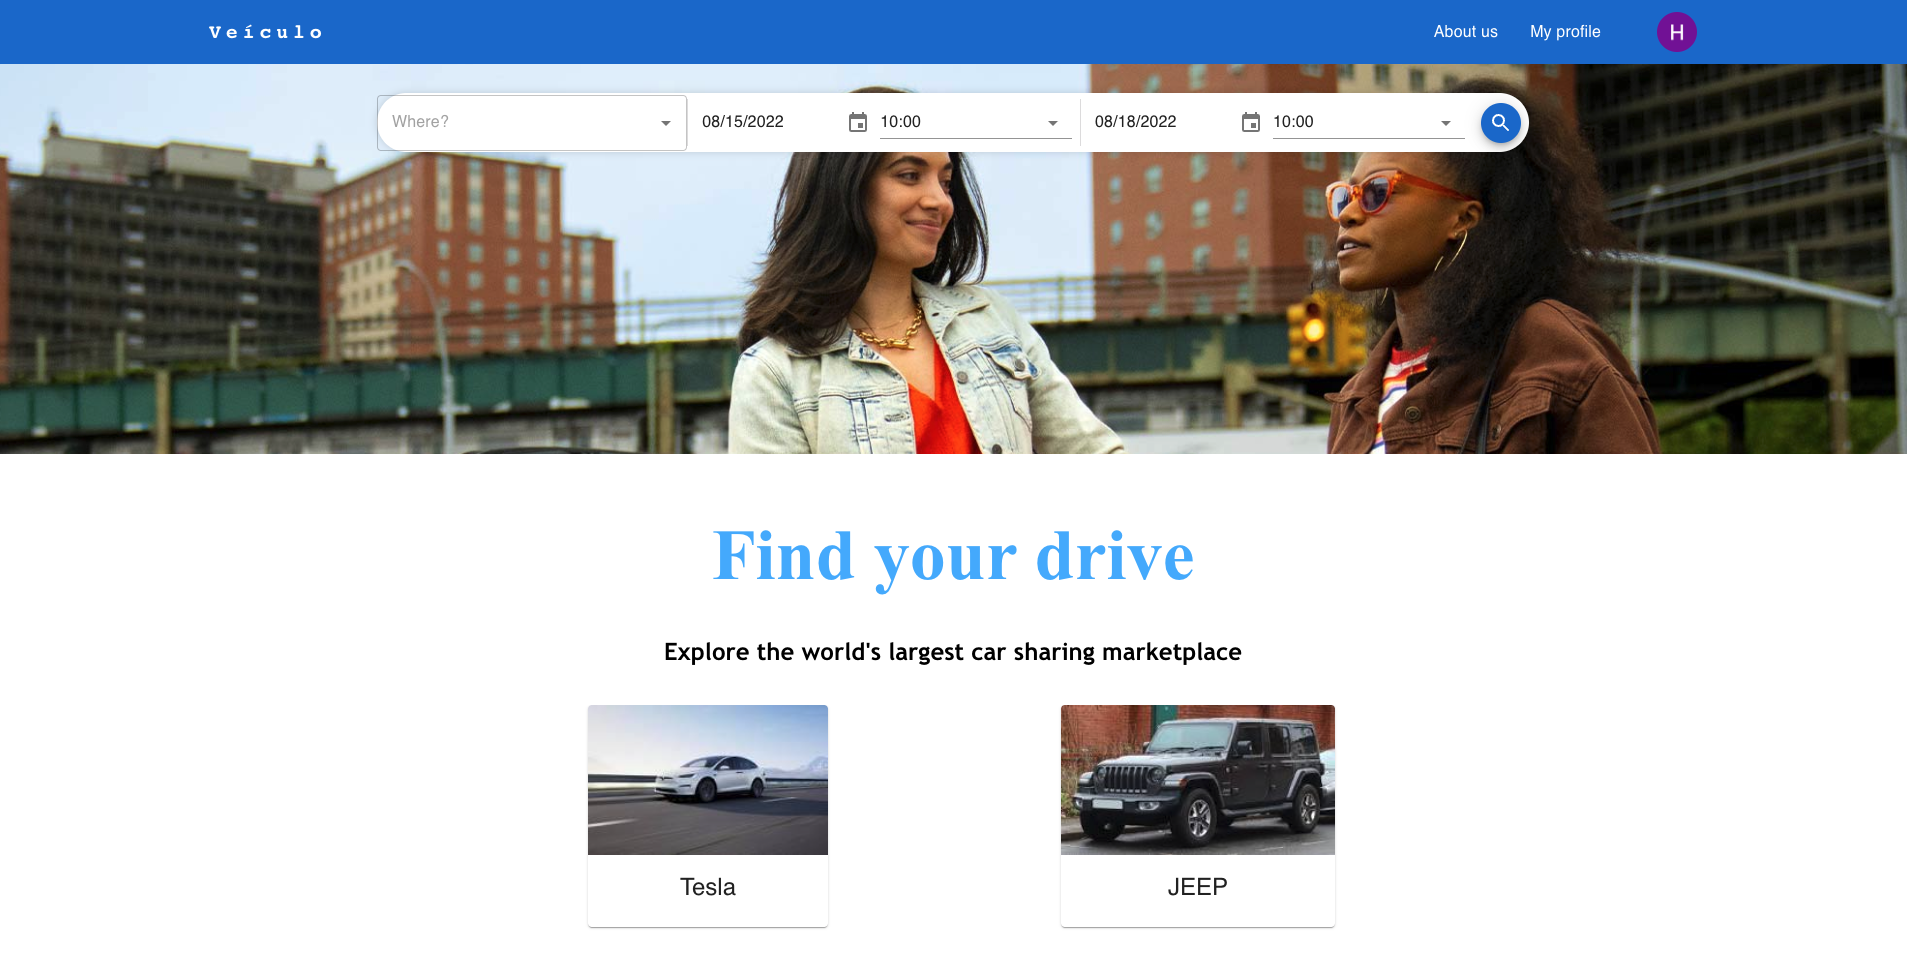 Veículo
About us
My profile
H
Where?
08/15/2022
10:00
08/18/2022
10:00
Find your drive
Explore the world's largest car sharing marketplace
Tesla
JEEP